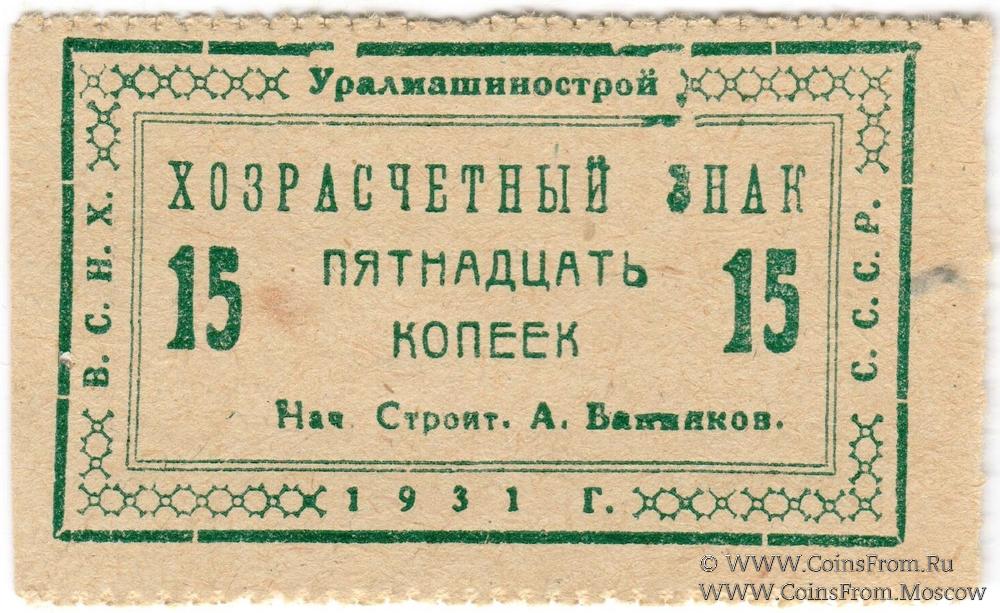 Уралмашинострой
В. С. Н. Х.
ХОЗРАСЧЕТНЫЙ ЗНАК
15 ПЯТНАДЦАТЬ 15
КОПЕЕК
Нач. Строит. А. Банников.
С. С. С. Р.
1931 Г.
© WWW.CoinsFrom.Ru
WWW.CoinsFrom.Moscow